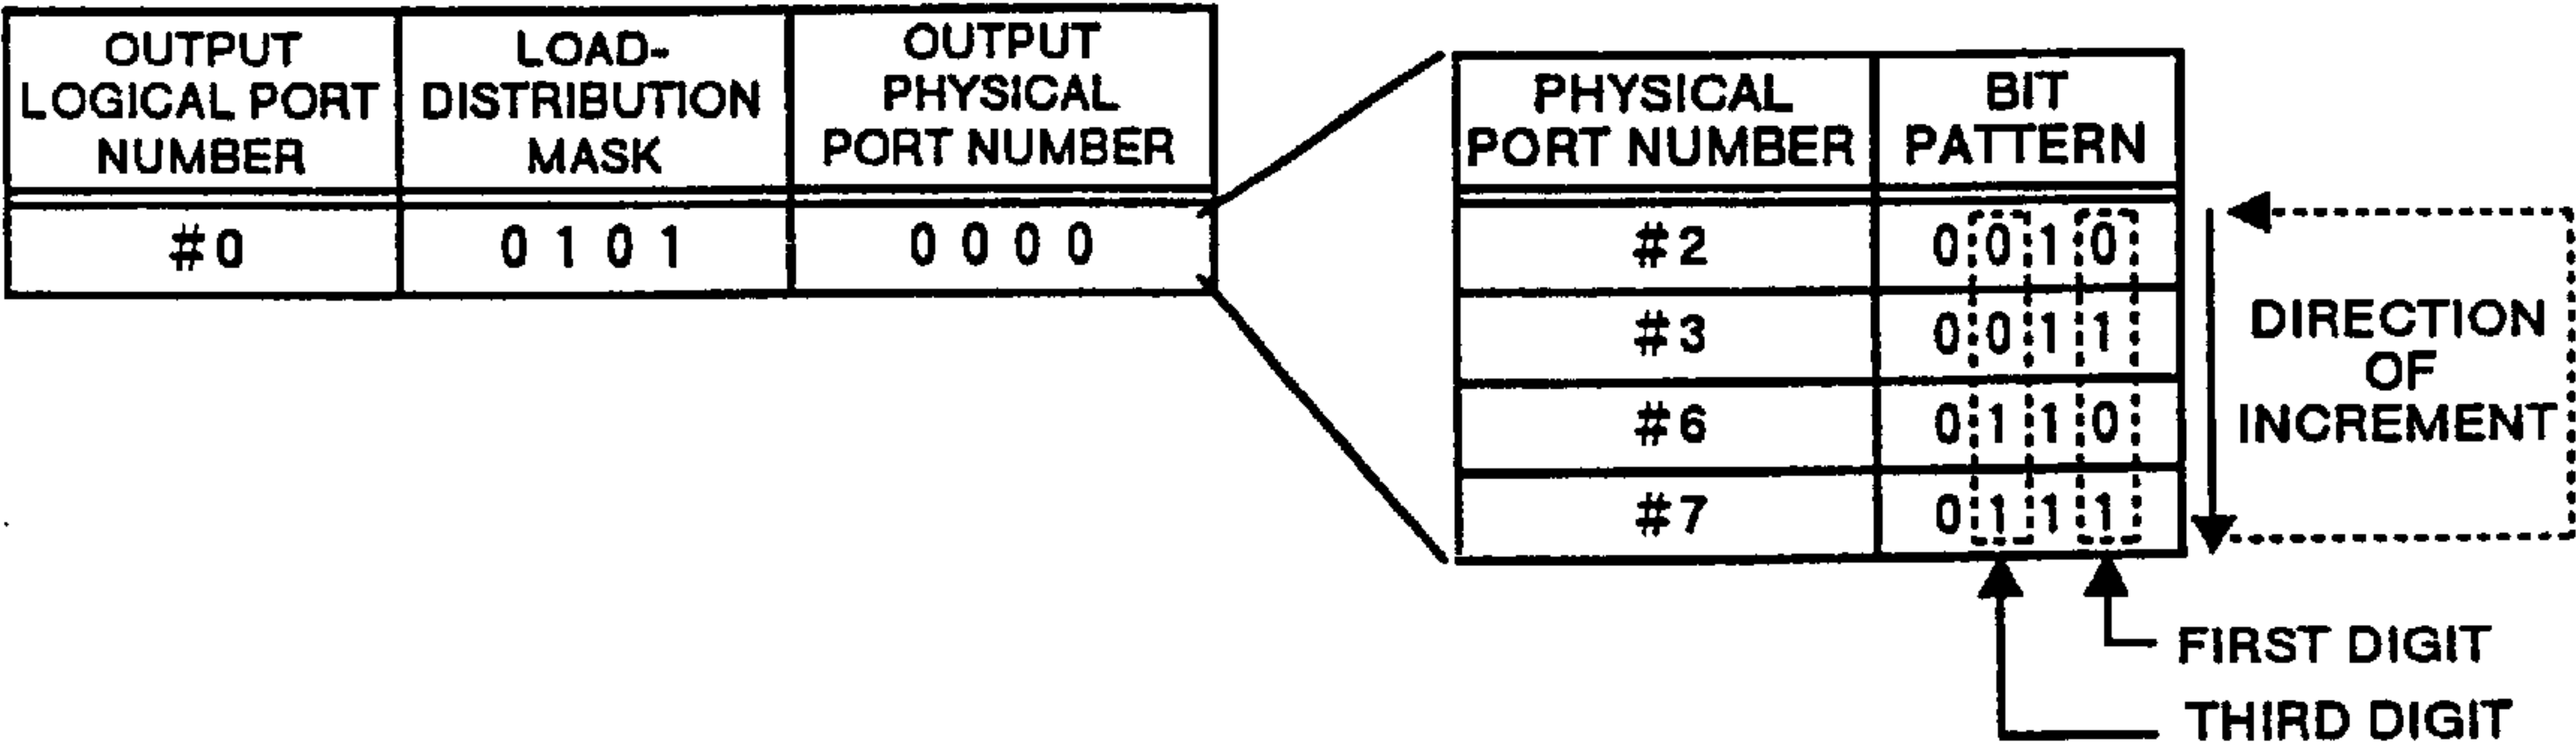 OUTPUT
LOGICAL PORT
NUMBER
LOAD-
DISTRIBUTION
MASK
OUTPUT
PHYSICAL
PORT NUMBER
#0
0 1 0 1
0 0 0 0
PHYSICAL
PORT NUMBER
BIT
PATTERN
#2
0 0 1 0
#3
0 0 1 1
#6
0 1 1 0
#7
0 1 1 1
DIRECTION
OF
INCREMENT
FIRST DIGIT
THIRD DIGIT